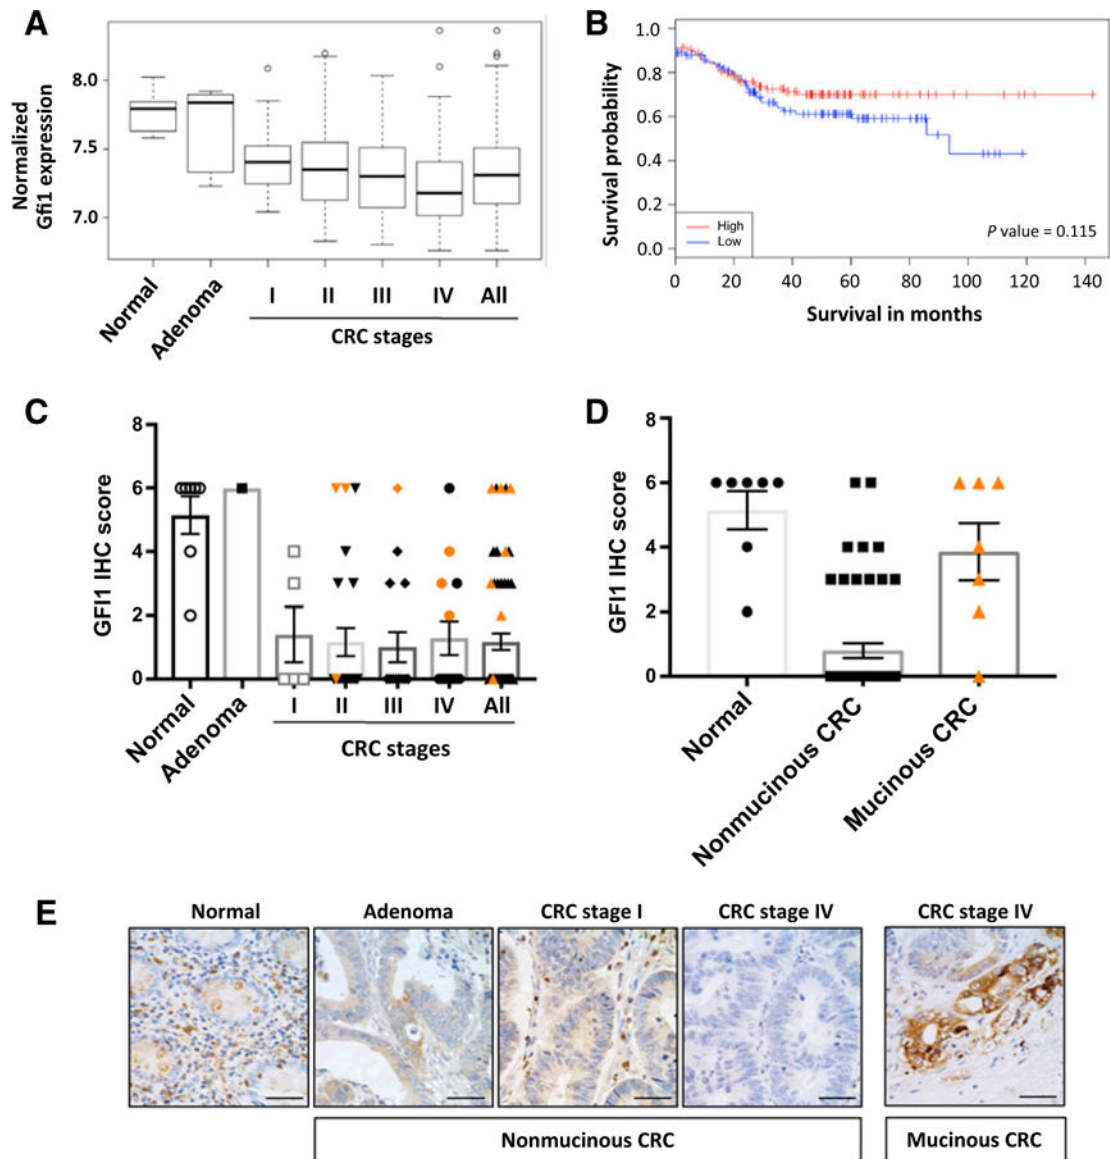 A
Normalized
Gfi1 expression
8.0
7.5
7.0
Normal
Adenoma
I
II
III
IV
All
CRC stages
B
Survival probability
1.0
0.8
0.6
0.4
0.2
0.0
High
Low
P value = 0.115
0
20
40
60
80
100
120
140
Survival in months
C
GFI1 IHC score
8
6
4
2
0
Normal
Adenoma
I
II
III
IV
All
CRC stages
D
GFI1 IHC score
8
6
4
2
0
Normal
Nonmucinous CRC
Mucinous CRC
E
Normal
Adenoma
CRC stage I
CRC stage IV
CRC stage IV
Nonmucinous CRC
Mucinous CRC